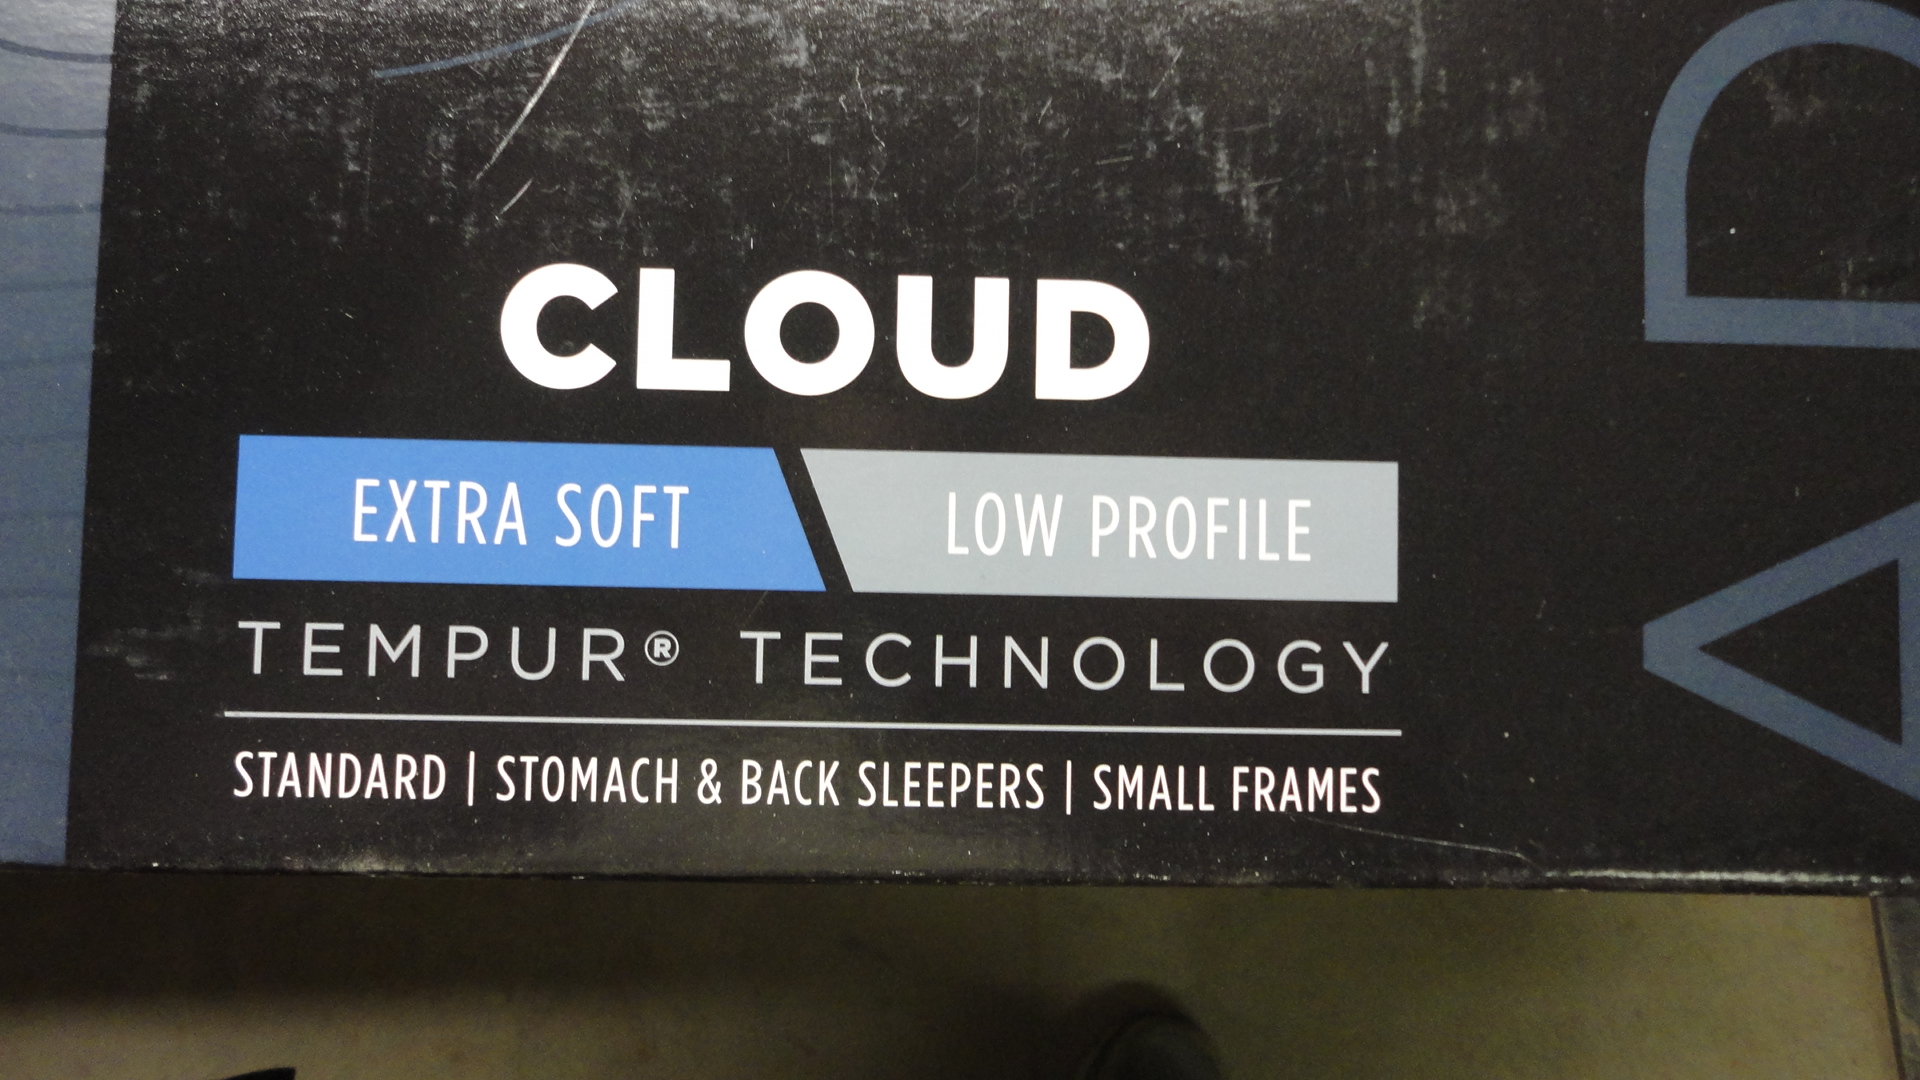 CLOUD
EXTRA SOFT
LOW PROFILE
TEMPUR® TECHNOLOGY
STANDARD | STOMACH & BACK SLEEPERS | SMALL FRAMES